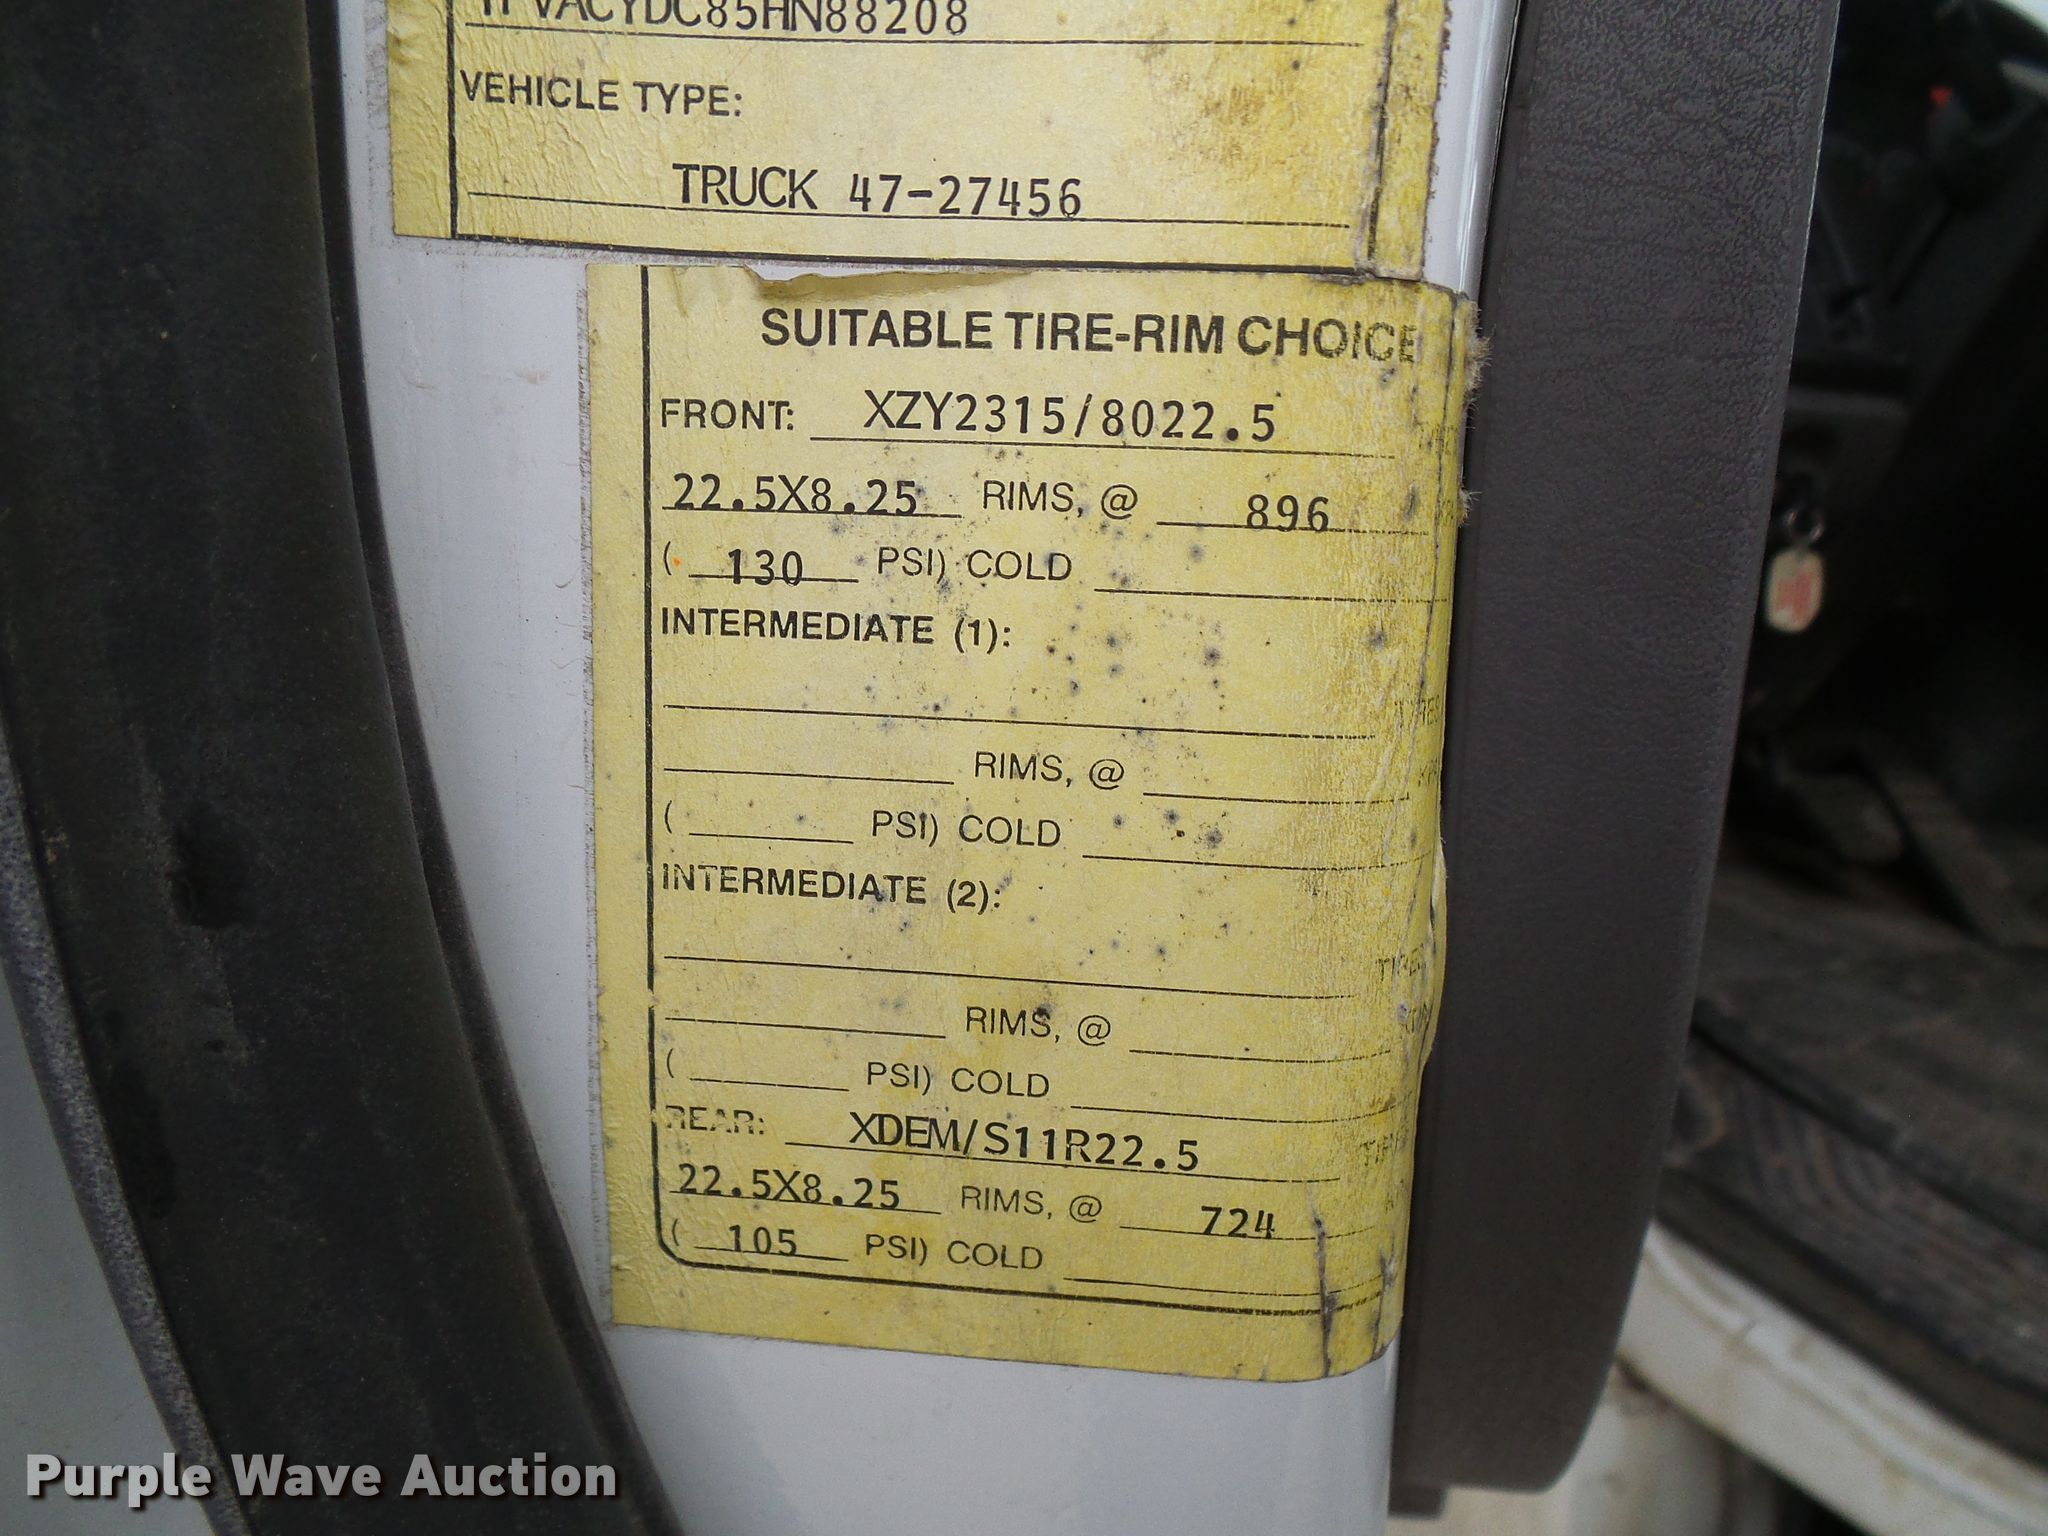 1FVACYDC85HN88208
VEHICLE TYPE:
TRUCK 47-27456
SUITABLE TIRE-RIM CHOICE
FRONT: XZY2315/8022.5
22.5X8.25 RIMS, @ 896
( 130 PSI) COLD
INTERMEDIATE (1):
RIMS, @
( PSI) COLD
INTERMEDIATE (2):
RIMS, @
( PSI) COLD
REAR: XDEM/S11R22.5
22.5X8.25 RIMS, @ 724
( 105 PSI) COLD
Purple Wave Auction